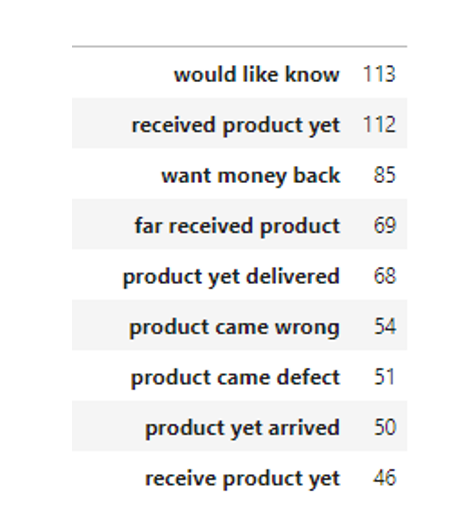 would like know 113
received product yet 112
want money back 85
far received product 69
product yet delivered 68
product came wrong 54
product came defect 51
product yet arrived 50
receive product yet 46